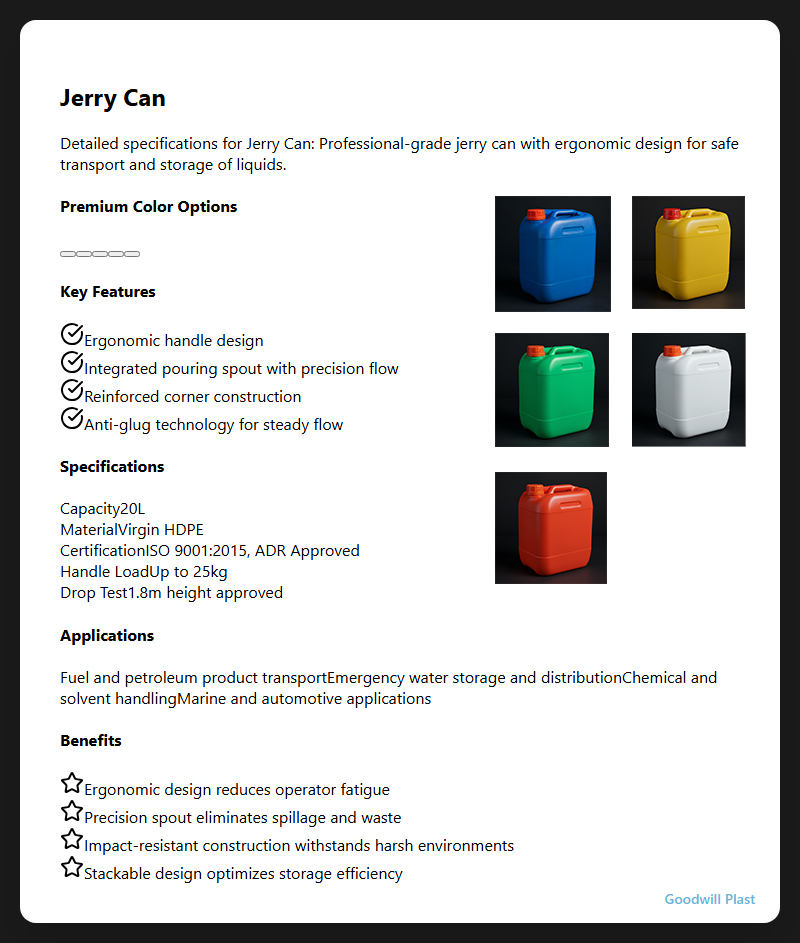 Jerry Can
Detailed specifications for Jerry Can: Professional-grade jerry can with ergonomic design for safe
transport and storage of liquids.
Premium Color Options
Key Features
Ergonomic handle design
Integrated pouring spout with precision flow
Reinforced corner construction
Anti-glug technology for steady flow
Specifications
Capacity20L
MaterialVirgin HDPE
CertificationISO 9001:2015, ADR Approved
Handle LoadUp to 25kg
Drop Test1.8m height approved
Applications
Fuel and petroleum product transportEmergency water storage and distributionChemical and
solvent handlingMarine and automotive applications
Benefits
Ergonomic design reduces operator fatigue
Precision spout eliminates spillage and waste
Impact-resistant construction withstands harsh environments
Stackable design optimizes storage efficiency
Goodwill Plast